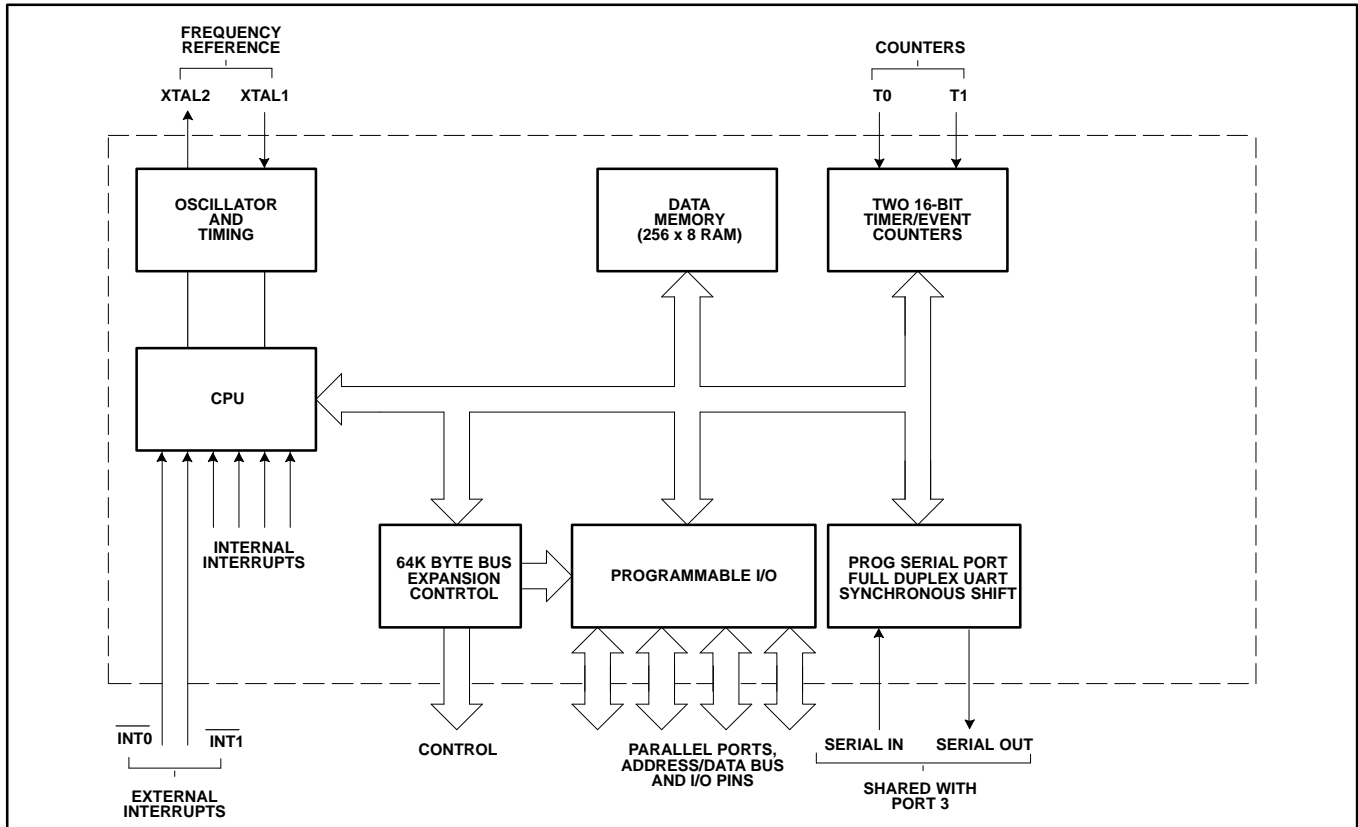 FREQUENCY
REFERENCE
COUNTERS
XTAL2
XTAL1
T0
T1
OSCILLATOR
AND
TIMING
DATA
MEMORY
(256 x 8 RAM)
TWO 16-BIT
TIMER/EVENT
COUNTERS
CPU
INTERNAL
INTERRUPTS
64K BYTE BUS
EXPANSION
CONTRTOL
PROGRAMMABLE I/O
PROG SERIAL PORT
FULL DUPLEX UART
SYNCHRONOUS SHIFT
INT0
INT1
EXTERNAL
INTERRUPTS
CONTROL
PARALLEL PORTS,
ADDRESS/DATA BUS
AND I/O PINS
SERIAL IN
SERIAL OUT
SHARED WITH
PORT 3